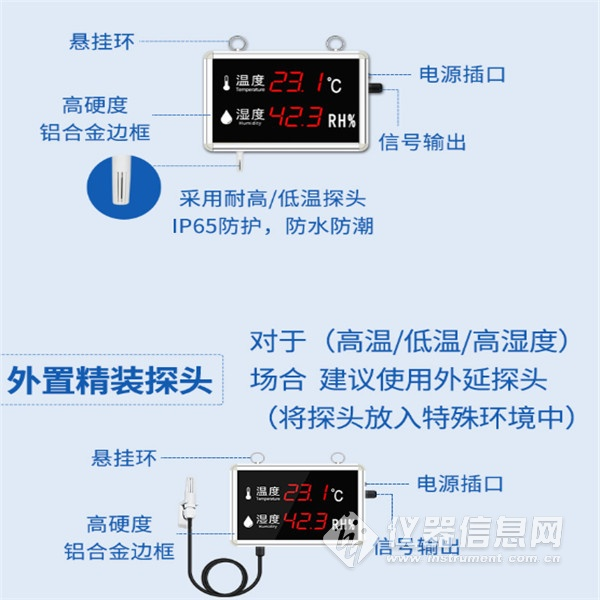 悬挂环
电源插口
高硬度
铝合金边框
温度 23.1℃
Temperature
湿度 42.3 RH%
Humidity
信号输出
采用耐高/低温探头
IP65防护，防水防潮
外置精装探头
对于（高温/低温/高湿度）
场合 建议使用外延探头
（将探头放入特殊环境中）
悬挂环
电源插口
高硬度
铝合金边框
温度 23.1℃
Temperature
湿度 42.3 RH%
Humidity
信号输出
仪器信息网
www.instrument.com.cn